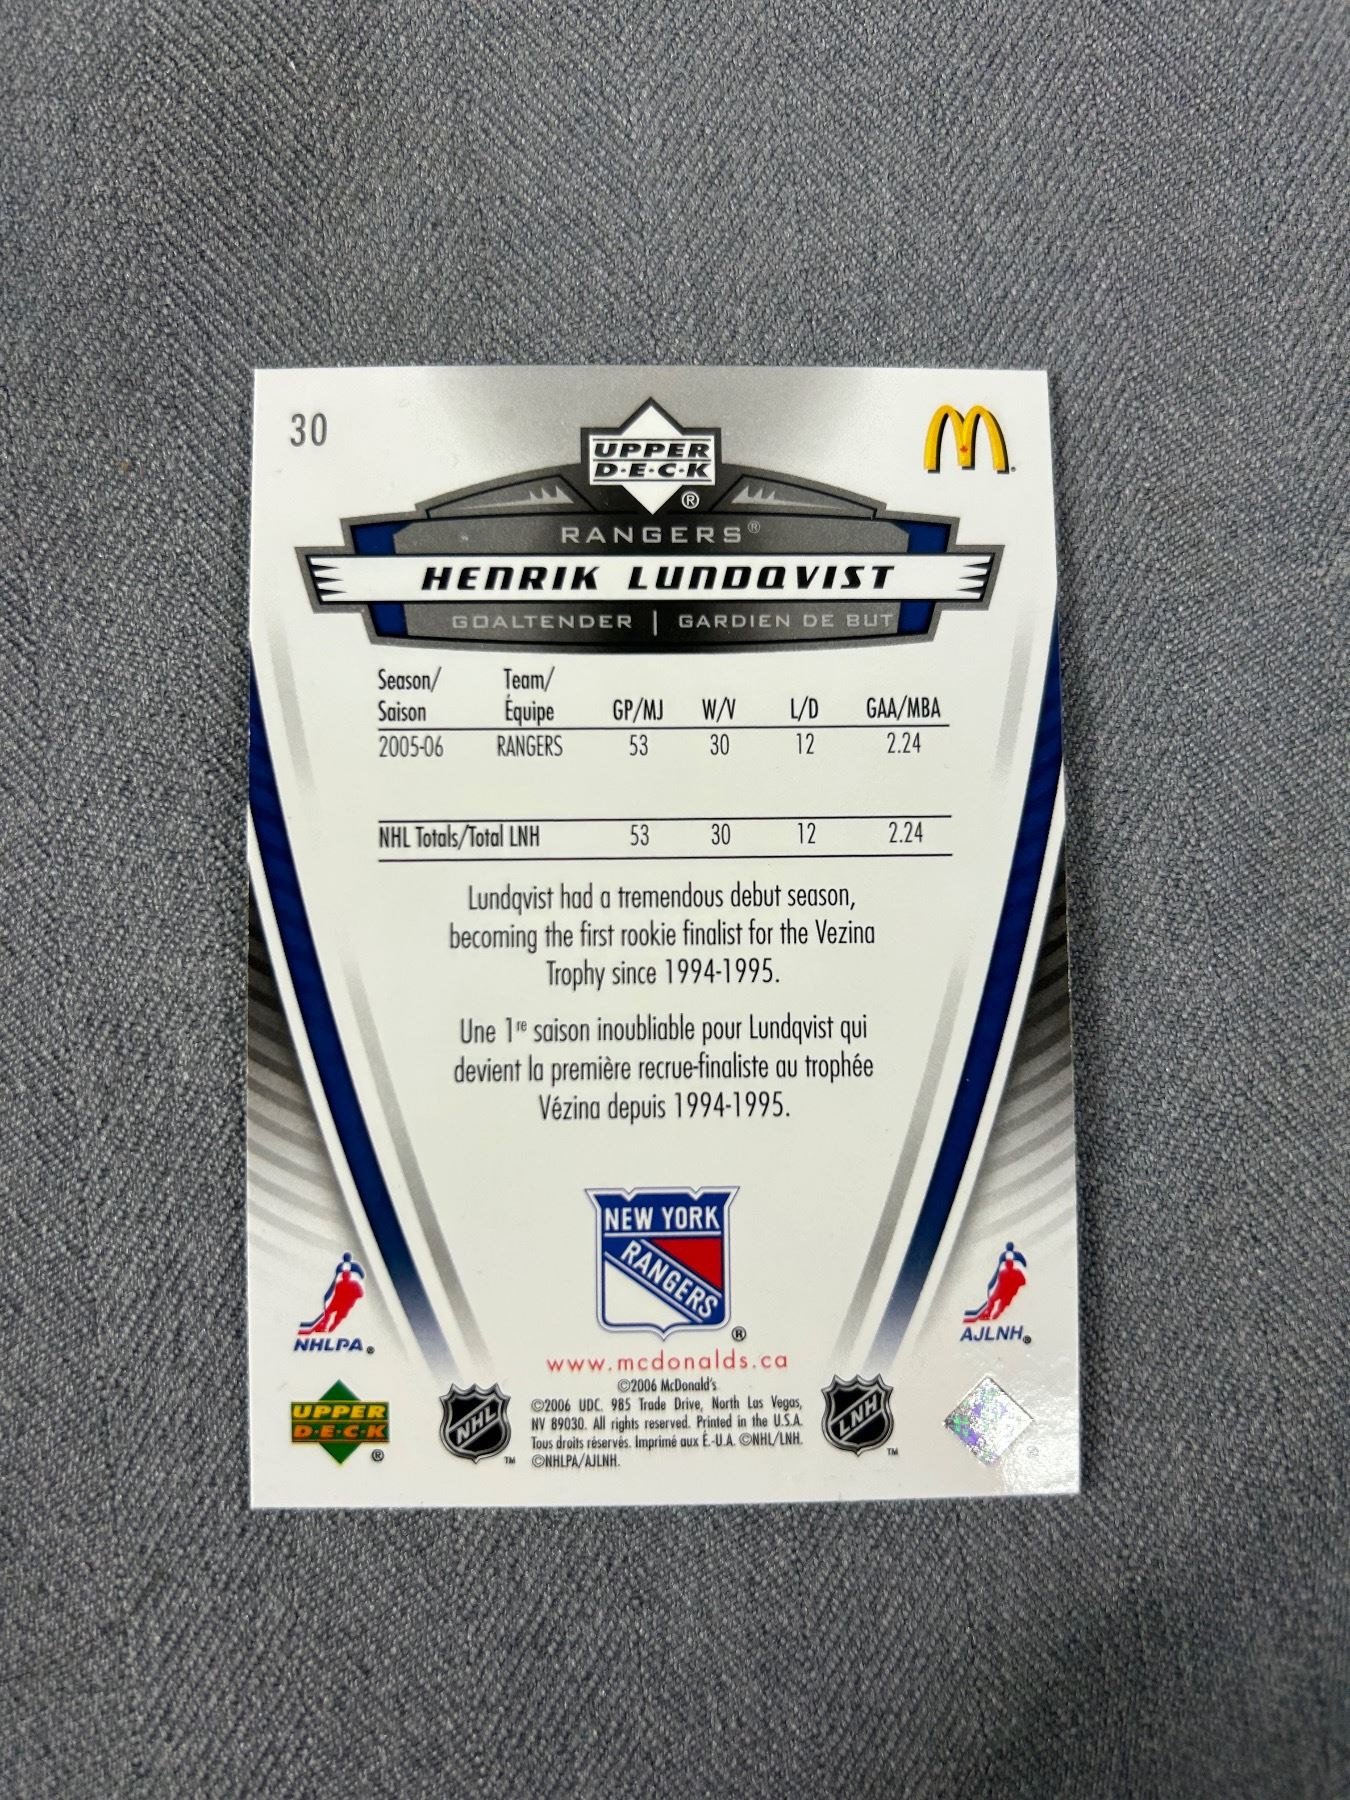 30
UPPER
D·E·C·K
®
RANGERS®
HENRIK LUNDQVIST
GOALTENDER | GARDIEN DE BUT
Season/ Team/
Saison Équipe GP/MJ W/V L/D GAA/MBA
2005-06 RANGERS 53 30 12 2.24
NHL Totals/Total LNH 53 30 12 2.24
Lundqvist had a tremendous debut season,
becoming the first rookie finalist for the Vezina
Trophy since 1994-1995.
Une 1re saison inoubliable pour Lundqvist qui
devient la première recrue-finaliste au trophée
Vézina depuis 1994-1995.
NEW YORK
RANGERS
®
NHLPA®
AJLNH®
www.mcdonalds.ca
©2006 McDonald's
©2006 UDC. 985 Trade Drive, North Las Vegas,
NV 89030. All rights reserved. Printed in the U.S.A.
Tous droits réservés. Imprimé aux É.-U.A. ©NHL/LNH.
©NHLPA/AJLNH.
UPPER
D·E·C·K
®
NHL
™
LNH
™